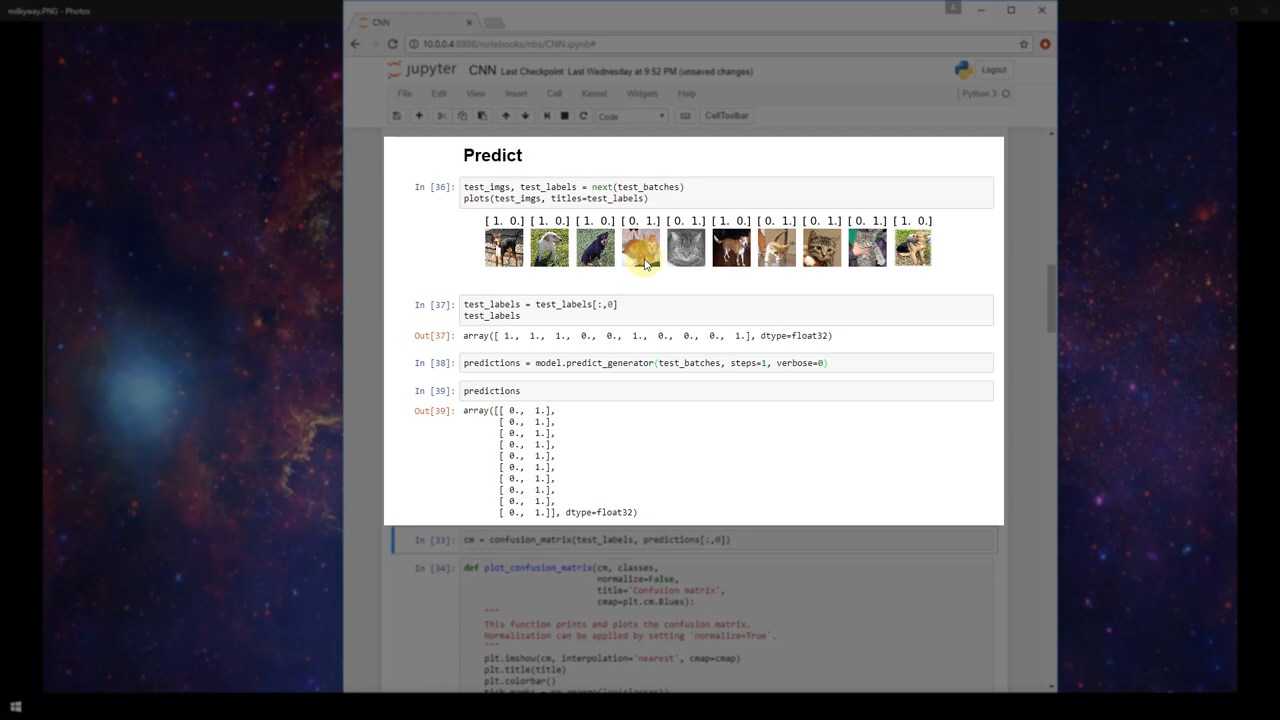 milkyway.PNG - Photos
CNN
10.0.0.4:8888/notebooks/nbs/CNN.ipynb#
jupyter CNN Last Checkpoint: Last Wednesday at 9:52 PM (unsaved changes)
Logout
File Edit View Insert Cell Kernel Widgets Help
Python 3
Code
CellToolbar
Predict
In [36]: test_imgs, test_labels = next(test_batches)
plots(test_imgs, titles=test_labels)
[ 1. 0.] [ 1. 0.] [ 1. 0.] [ 0. 1.] [ 0. 1.] [ 1. 0.] [ 0. 1.] [ 0. 1.] [ 0. 1.] [ 1. 0.]
In [37]: test_labels = test_labels[:,0]
test_labels
Out[37]: array([ 1., 1., 1., 0., 0., 1., 0., 0., 0., 1.], dtype=float32)
In [38]: predictions = model.predict_generator(test_batches, steps=1, verbose=0)
In [39]: predictions
Out[39]: array([[ 0., 1.],
[ 0., 1.],
[ 0., 1.],
[ 0., 1.],
[ 0., 1.],
[ 0., 1.],
[ 0., 1.],
[ 0., 1.],
[ 0., 1.],
[ 0., 1.]], dtype=float32)
In [33]: cm = confusion_matrix(test_labels, predictions[:,0])
In [34]: def plot_confusion_matrix(cm, classes,
normalize=False,
title='Confusion matrix',
cmap=plt.cm.Blues):
"""
This function prints and plots the confusion matrix.
Normalization can be applied by setting `normalize=True`.
"""
plt.imshow(cm, interpolation='nearest', cmap=cmap)
plt.title(title)
plt.colorbar()